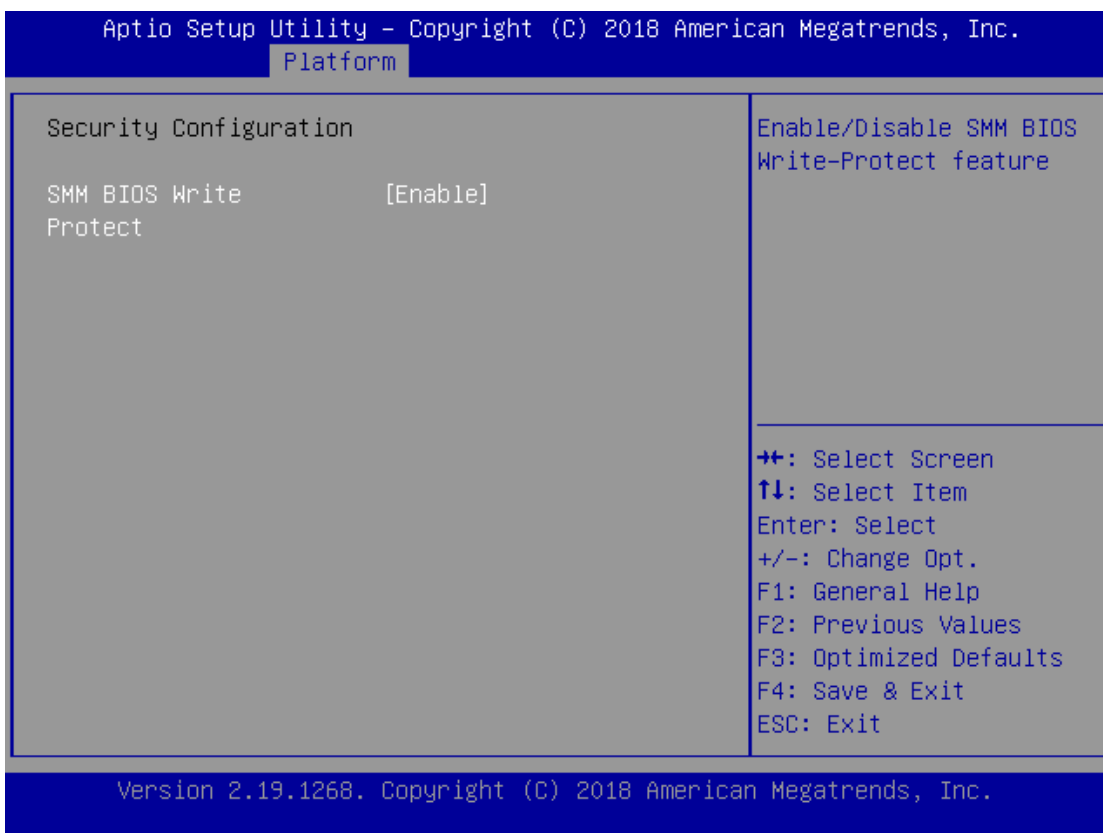 Aptio Setup Utility – Copyright (C) 2018 American Megatrends, Inc.
Platform
Security Configuration
SMM BIOS Write [Enable]
Protect
Enable/Disable SMM BIOS
Write-Protect feature
→←: Select Screen
↑↓: Select Item
Enter: Select
+/-: Change Opt.
F1: General Help
F2: Previous Values
F3: Optimized Defaults
F4: Save & Exit
ESC: Exit
Version 2.19.1268. Copyright (C) 2018 American Megatrends, Inc.